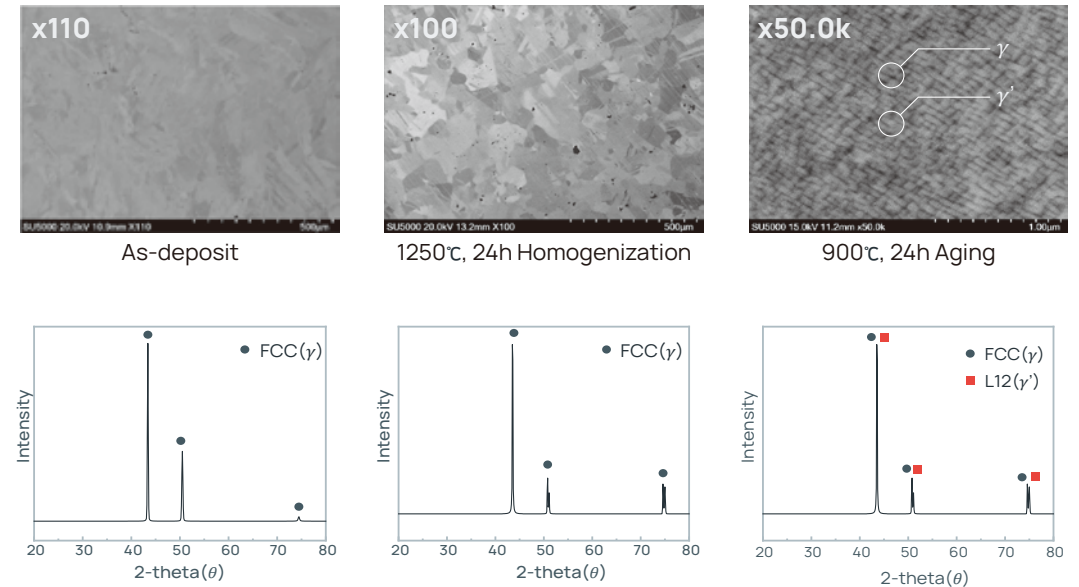 x110
SU5000 20.0kV 10.9mm X110
500μm
As-deposit
x100
SU5000 20.0kV 13.2mm X100
500μm
1250℃, 24h Homogenization
x50.0k
γ
γ'
SU5000 15.0kV 11.2mm x50.0k
1.00μm
900℃, 24h Aging
Intensity
FCC(γ)
20 30 40 50 60 70 80
2-theta(θ)
Intensity
FCC(γ)
20 30 40 50 60 70 80
2-theta(θ)
Intensity
FCC(γ)
L12(γ')
20 30 40 50 60 70 80
2-theta(θ)